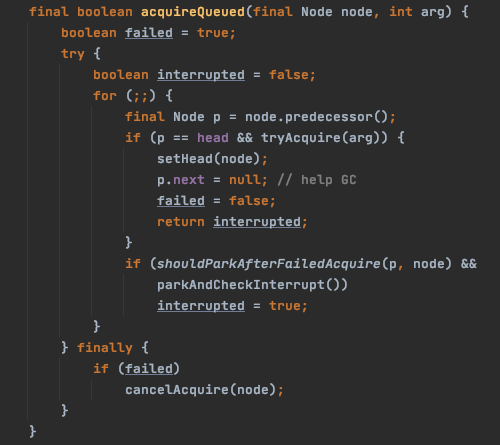 final boolean acquireQueued(final Node node, int arg) {
    boolean failed = true;
    try {
        boolean interrupted = false;
        for (;;) {
            final Node p = node.predecessor();
            if (p == head && tryAcquire(arg)) {
                setHead(node);
                p.next = null; // help GC
                failed = false;
                return interrupted;
            }
            if (shouldParkAfterFailedAcquire(p, node) &&
                parkAndCheckInterrupt())
                interrupted = true;
        }
    } finally {
        if (failed)
            cancelAcquire(node);
    }
}